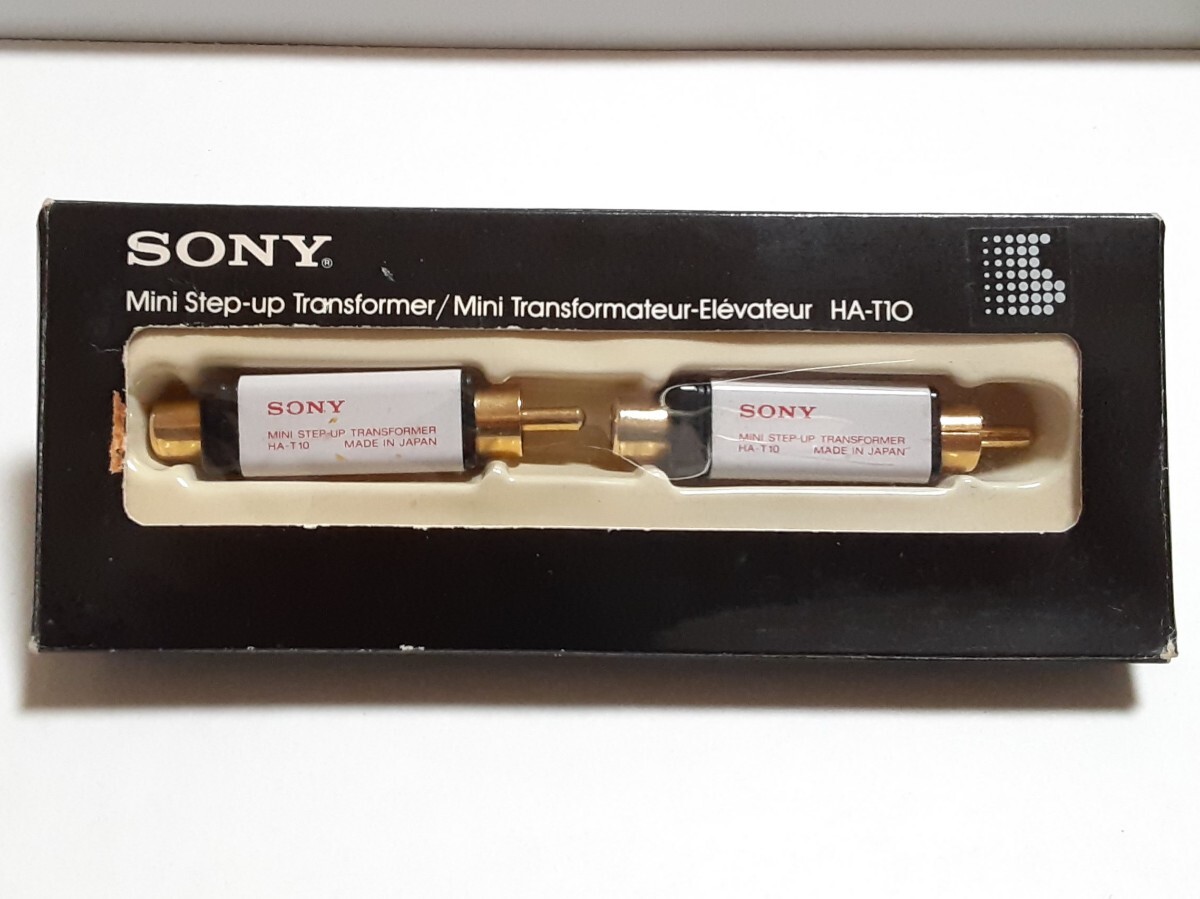 SONY®
Mini Step-up Transformer/Mini Transformateur-Elévateur HA-T10
SONY
MINI STEP-UP TRANSFORMER
HA-T10 MADE IN JAPAN
SONY
MINI STEP-UP TRANSFORMER
HA-T10 MADE IN JAPAN